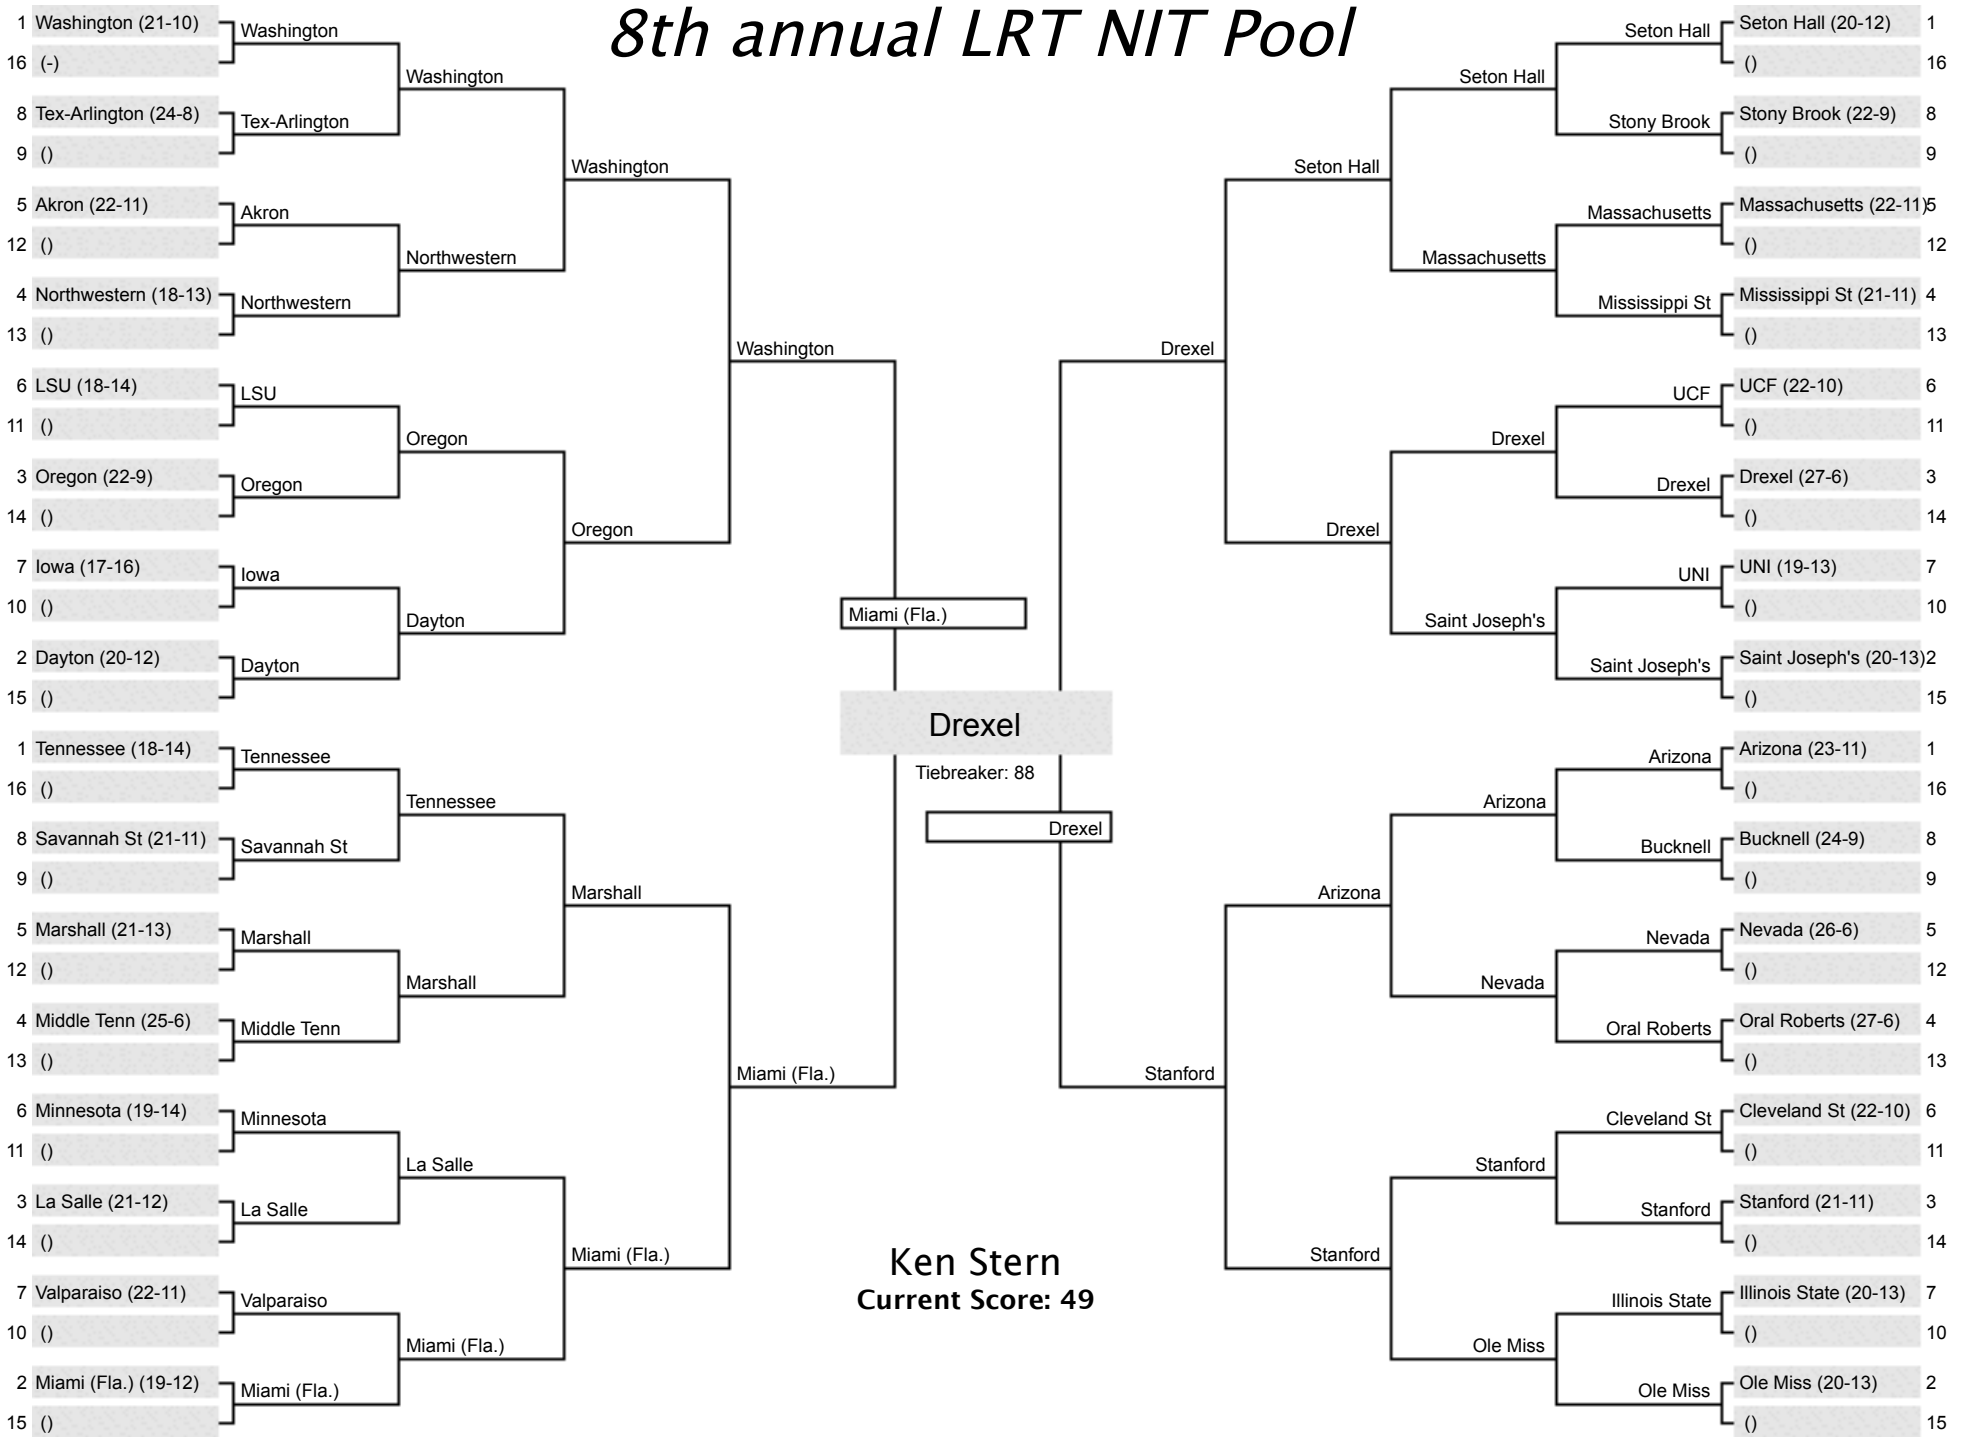 8th annual LRT NIT Pool
1 Washington (21-10)
16 (-)
8 Tex-Arlington (24-8)
9 ()
5 Akron (22-11)
12 ()
4 Northwestern (18-13)
13 ()
6 LSU (18-14)
11 ()
3 Oregon (22-9)
14 ()
7 Iowa (17-16)
10 ()
2 Dayton (20-12)
15 ()
1 Tennessee (18-14)
16 ()
8 Savannah St (21-11)
9 ()
5 Marshall (21-13)
12 ()
4 Middle Tenn (25-6)
13 ()
6 Minnesota (19-14)
11 ()
3 La Salle (21-12)
14 ()
7 Valparaiso (22-11)
10 ()
2 Miami (Fla.) (19-12)
15 ()
Washington
Tex-Arlington
Akron
Northwestern
LSU
Oregon
Iowa
Dayton
Tennessee
Savannah St
Marshall
Middle Tenn
Minnesota
La Salle
Valparaiso
Miami (Fla.)
Washington
Northwestern
Oregon
Dayton
Tennessee
Marshall
La Salle
Miami (Fla.)
Washington
Oregon
Marshall
Miami (Fla.)
Washington
Miami (Fla.)
Miami (Fla.)
Drexel
Tiebreaker: 88
Drexel
Ken Stern
Current Score: 49
Drexel
Stanford
Seton Hall
Drexel
Arizona
Stanford
Seton Hall
Massachusetts
Drexel
Saint Joseph's
Arizona
Nevada
Stanford
Ole Miss
Seton Hall
Stony Brook
Massachusetts
Mississippi St
UCF
Drexel
UNI
Saint Joseph's
Arizona
Bucknell
Nevada
Oral Roberts
Cleveland St
Stanford
Illinois State
Ole Miss
Seton Hall (20-12) 1
() 16
Stony Brook (22-9) 8
() 9
Massachusetts (22-11) 5
() 12
Mississippi St (21-11) 4
() 13
UCF (22-10) 6
() 11
Drexel (27-6) 3
() 14
UNI (19-13) 7
() 10
Saint Joseph's (20-13) 2
() 15
Arizona (23-11) 1
() 16
Bucknell (24-9) 8
() 9
Nevada (26-6) 5
() 12
Oral Roberts (27-6) 4
() 13
Cleveland St (22-10) 6
() 11
Stanford (21-11) 3
() 14
Illinois State (20-13) 7
() 10
Ole Miss (20-13) 2
() 15